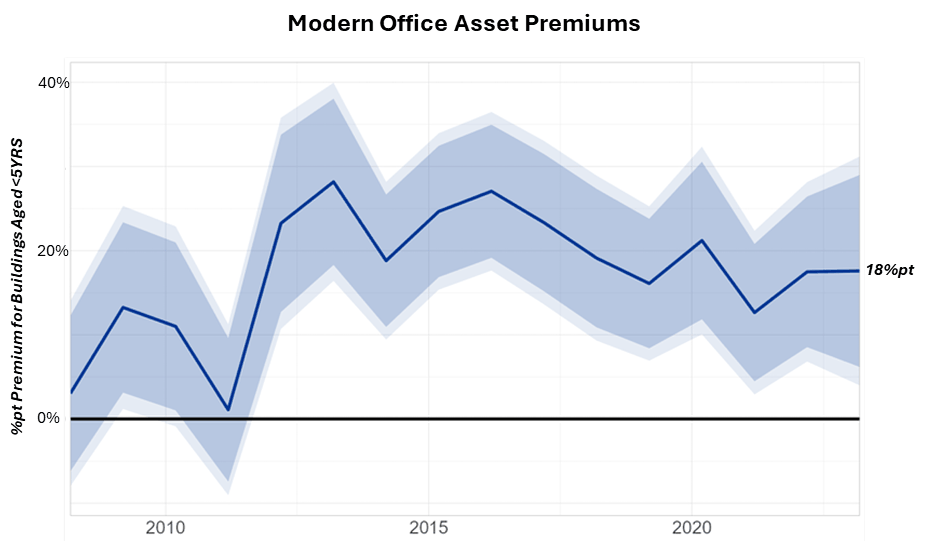 Modern Office Asset Premiums
%pt Premium for Buildings Aged <5YRS
40%
20%
0%
18%pt
2010
2015
2020